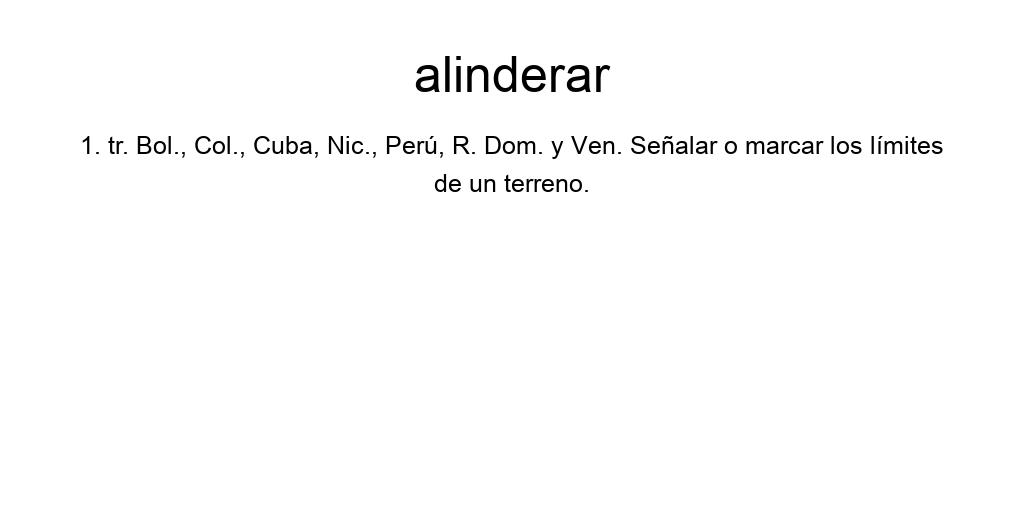 alinderar
1. tr. Bol., Col., Cuba, Nic., Perú, R. Dom. y Ven. Señalar o marcar los límites
de un terreno.